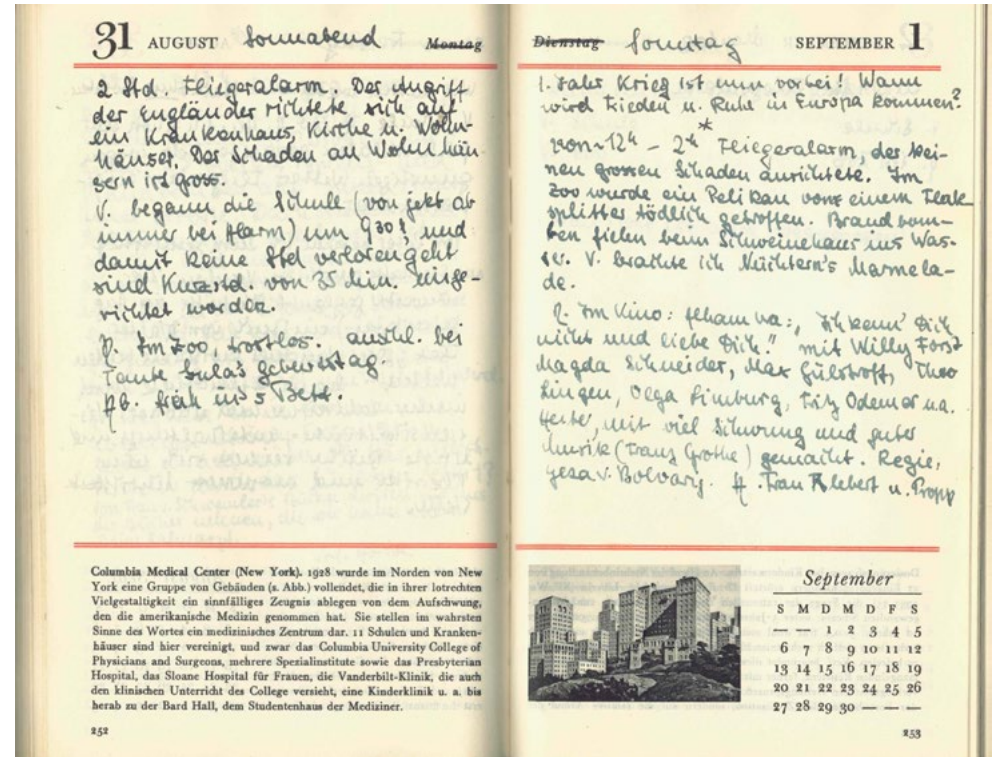 31 AUGUST Sonnabend Montag
2 Std. Fliegeralarm. Der Angriff
der Engländer richtete sich auf
ein Krankenhaus, Kirche u. Wohn-
häuser. Der Schaden an Wohnhäu
sern ist gross.
V. begann die Schule (von jetzt ab
immer bei Alarm) um 930!, und
damit keine Std verloren geht
sind Kurzstd. von 35 Min. einge-
richtet worden.
N. Im Zoo, trostlos. anschl. bei
Tante Lula's geburtstag
Ab. früh in's Bett.
Columbia Medical Center (New York). 1928 wurde im Norden von New
York eine Gruppe von Gebäuden (s. Abb.) vollendet, die in ihrer lotrechten
Vielgestaltigkeit ein sinnfälliges Zeugnis ablegen von dem Aufschwung,
den die amerikanische Medizin genommen hat. Sie stellen im wahrsten
Sinne des Wortes ein medizinisches Zentrum dar. 11 Schulen und Kranken-
häuser sind hier vereinigt, und zwar das Columbia University College of
Physicians and Surgeons, mehrere Spezialinstitute sowie das Presbyterian
Hospital, das Sloane Hospital für Frauen, die Vanderbilt-Klinik, die auch
den klinischen Unterricht des College versieht, eine Kinderklinik u. a. bis
herab zu der Bard Hall, dem Studentenhaus der Mediziner.
252
Dienstag Sonntag SEPTEMBER 1
1. Jahr Krieg ist nun vorbei! Wann
wird Frieden u. Ruhe in Europa kommen?
von ~12h - 2h* Fliegeralarm, der kei-
nen grossen Schaden anrichtete. Im
Zoo wurde ein Pelikan von einem Flak
splitter tödlich getroffen. Brandbom-
ben fielen beim Schweinehaus ins Was-
ser. V. brachte ich Nüchtern's Marmela-
de.
N. Im Kino: "Ich kenn' Dich
nicht und liebe Dich." mit Willy Forst
Magda Schneider, Max Gülstorff, Theo
Lingen, Olga Limburg, Fritz Odemar u.a.
Heiter, mit viel Schwung und guter
Musik (Franz Grothe) gemacht. Regie,
Geza v. Bolvary. A. Frau Klebert u. Propp
September
S M D M D F S
— — 1 2 3 4 5
6 7 8 9 10 11 12
13 14 15 16 17 18 19
20 21 22 23 24 25 26
27 28 29 30 — — —
253